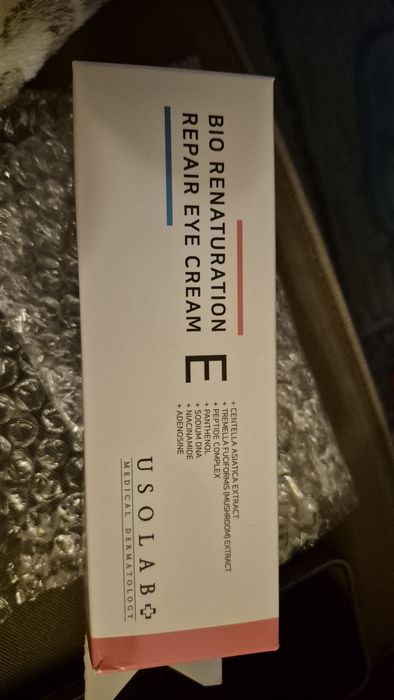 BIO RENATURATION
REPAIR EYE CREAM
E
+ CENTELLA ASIATICA EXTRACT
+ TREMELLA FUCIFORMIS (MUSHROOM) EXTRACT
+ PEPTIDE COMPLEX
+ PANTHENOL
+ SODIUM DNA
+ NIACINAMIDE
+ ADENOSINE
USOLAB
MEDICAL DERMATOLOGY